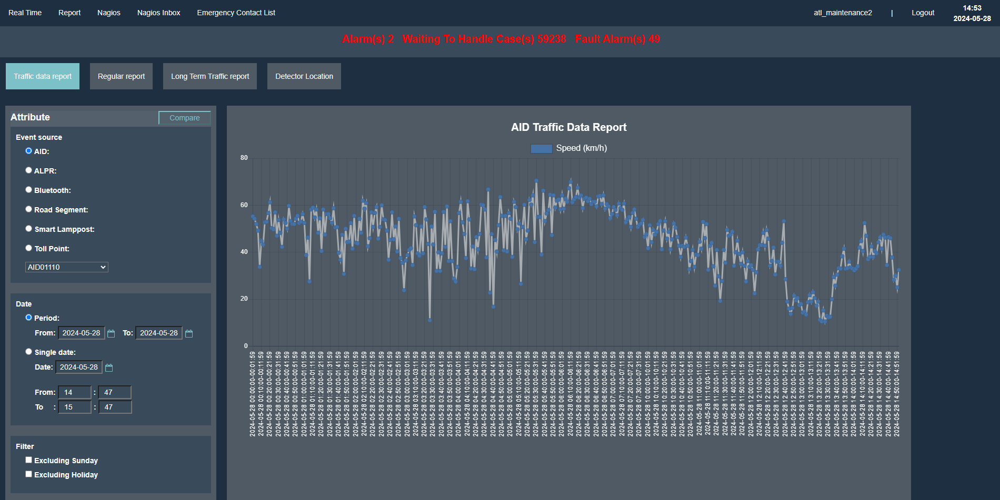 Real Time
Report
Nagios
Nagios Inbox
Emergency Contact List
atl_maintenance2
|
Logout
14:53
2024-05-28
Alarm(s) 2 Waiting To Handle Case(s) 59238 Fault Alarm(s) 49
Traffic data report
Regular report
Long Term Traffic report
Detector Location
Attribute
Compare
Event source
AID:
ALPR:
Bluetooth:
Road Segment:
Smart Lamppost:
Toll Point:
AID01110
Date
Period:
From: 2024-05-28 To: 2024-05-28
Single date:
Date: 2024-05-28
From: 14 : 47
To : 15 : 47
Filter
Excluding Sunday
Excluding Holiday
AID Traffic Data Report
Speed (km/h)
80
60
40
20
0
2024-05-28 00:00:00-00:01:59
2024-05-28 00:10:00-00:11:59
2024-05-28 00:20:00-00:21:59
2024-05-28 00:30:00-00:31:59
2024-05-28 00:40:00-00:41:59
2024-05-28 00:50:00-00:51:59
2024-05-28 01:00:00-01:01:59
2024-05-28 01:10:00-01:11:59
2024-05-28 01:20:00-01:21:59
2024-05-28 01:30:00-01:31:59
2024-05-28 01:40:00-01:41:59
2024-05-28 01:50:00-01:51:59
2024-05-28 02:00:00-02:01:59
2024-05-28 02:10:00-02:11:59
2024-05-28 02:20:00-02:21:59
2024-05-28 02:30:00-02:31:59
2024-05-28 02:40:00-02:41:59
2024-05-28 02:50:00-02:51:59
2024-05-28 03:00:00-03:01:59
2024-05-28 03:10:00-03:11:59
2024-05-28 03:20:00-03:21:59
2024-05-28 03:30:00-03:31:59
2024-05-28 03:40:00-03:41:59
2024-05-28 03:50:00-03:51:59
2024-05-28 04:00:00-04:01:59
2024-05-28 04:10:00-04:11:59
2024-05-28 04:20:00-04:21:59
2024-05-28 04:30:00-04:31:59
2024-05-28 04:40:00-04:41:59
2024-05-28 04:50:00-04:51:59
2024-05-28 05:00:00-05:01:59
2024-05-28 05:10:00-05:11:59
2024-05-28 05:20:00-05:21:59
2024-05-28 05:30:00-05:31:59
2024-05-28 05:40:00-05:41:59
2024-05-28 05:50:00-05:51:59
2024-05-28 06:00:00-06:01:59
2024-05-28 06:10:00-06:11:59
2024-05-28 06:20:00-06:21:59
2024-05-28 06:30:00-06:31:59
2024-05-28 06:40:00-06:41:59
2024-05-28 06:50:00-06:51:59
2024-05-28 07:00:00-07:01:59
2024-05-28 07:10:00-07:11:59
2024-05-28 07:20:00-07:21:59
2024-05-28 07:30:00-07:31:59
2024-05-28 10:00:00-10:01:59
2024-05-28 10:10:00-10:11:59
2024-05-28 10:20:00-10:21:59
2024-05-28 10:30:00-10:31:59
2024-05-28 10:40:00-10:41:59
2024-05-28 10:50:00-10:51:59
2024-05-28 11:00:00-11:01:59
2024-05-28 11:10:00-11:11:59
2024-05-28 11:20:00-11:21:59
2024-05-28 11:30:00-11:31:59
2024-05-28 11:40:00-11:41:59
2024-05-28 11:50:00-11:51:59
2024-05-28 12:00:00-12:01:59
2024-05-28 12:10:00-12:11:59
2024-05-28 12:20:00-12:21:59
2024-05-28 12:30:00-12:31:59
2024-05-28 12:40:00-12:41:59
2024-05-28 12:50:00-12:51:59
2024-05-28 13:00:00-13:01:59
2024-05-28 13:10:00-13:11:59
2024-05-28 13:20:00-13:21:59
2024-05-28 13:30:00-13:31:59
2024-05-28 13:40:00-13:41:59
2024-05-28 13:50:00-13:51:59
2024-05-28 14:00:00-14:01:59
2024-05-28 14:10:00-14:11:59
2024-05-28 14:20:00-14:21:59
2024-05-28 14:30:00-14:31:59
2024-05-28 14:40:00-14:41:59
2024-05-28 14:50:00-14:51:59